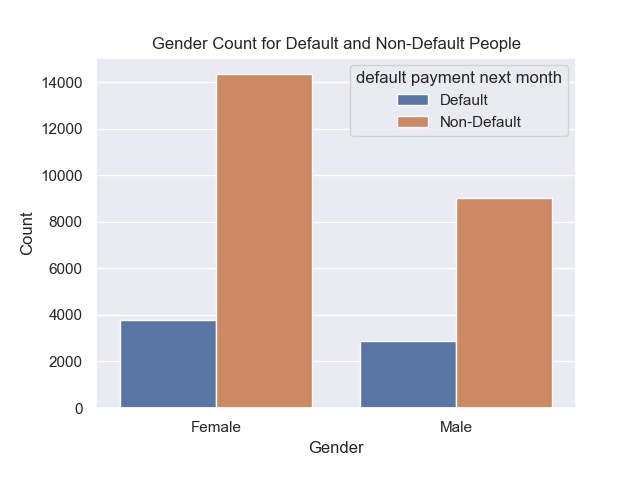 Gender Count for Default and Non-Default People
default payment next month
Default
Non-Default
14000
12000
10000
8000
6000
4000
2000
0
Count
Female
Male
Gender